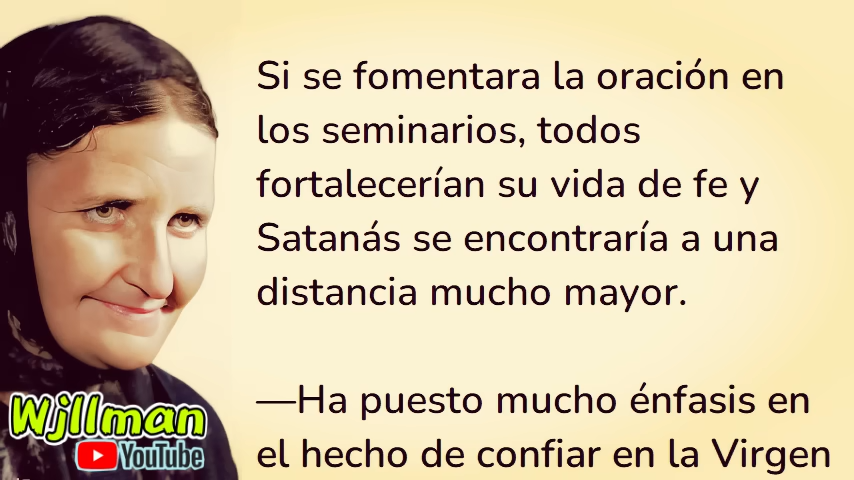 Si se fomentara la oración en
los seminarios, todos
fortalecerían su vida de fe y
Satanás se encontraría a una
distancia mucho mayor.
—Ha puesto mucho énfasis en
el hecho de confiar en la Virgen
Wjllman
YouTube